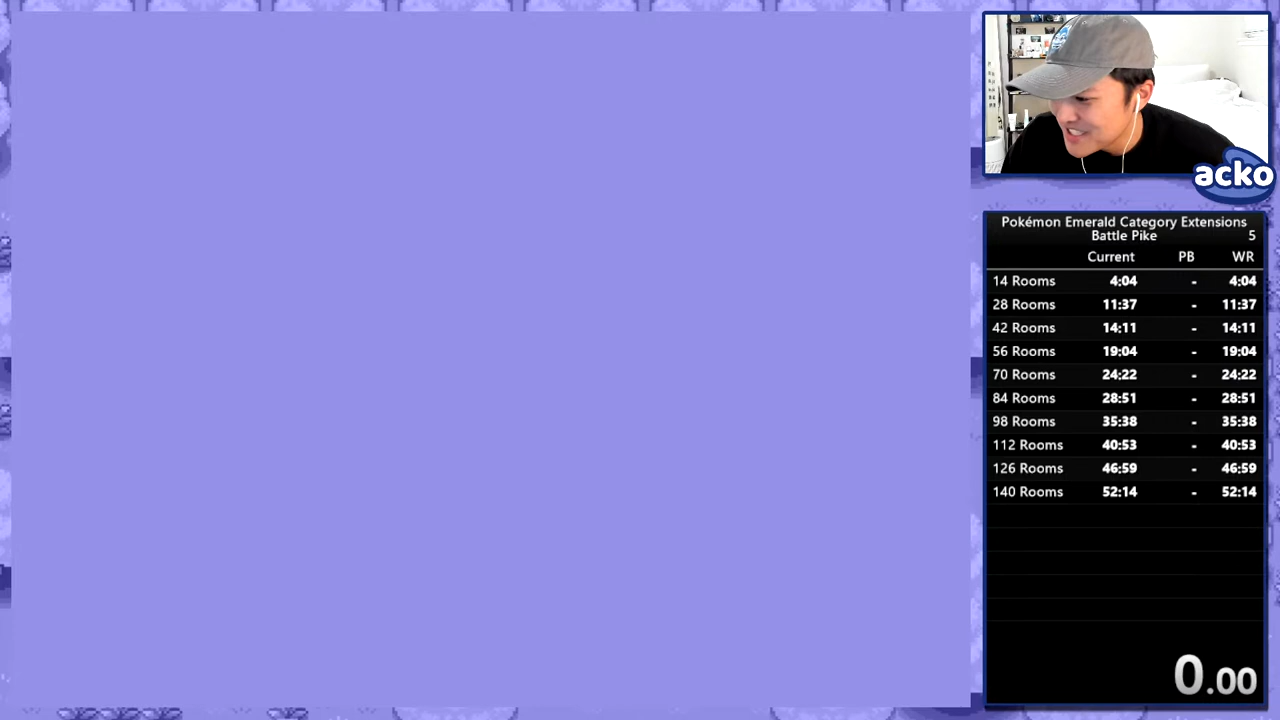 acko
Pokémon Emerald Category Extensions
Battle Pike 5
Current PB WR
14 Rooms 4:04 - 4:04
28 Rooms 11:37 - 11:37
42 Rooms 14:11 - 14:11
56 Rooms 19:04 - 19:04
70 Rooms 24:22 - 24:22
84 Rooms 28:51 - 28:51
98 Rooms 35:38 - 35:38
112 Rooms 40:53 - 40:53
126 Rooms 46:59 - 46:59
140 Rooms 52:14 - 52:14
0.00